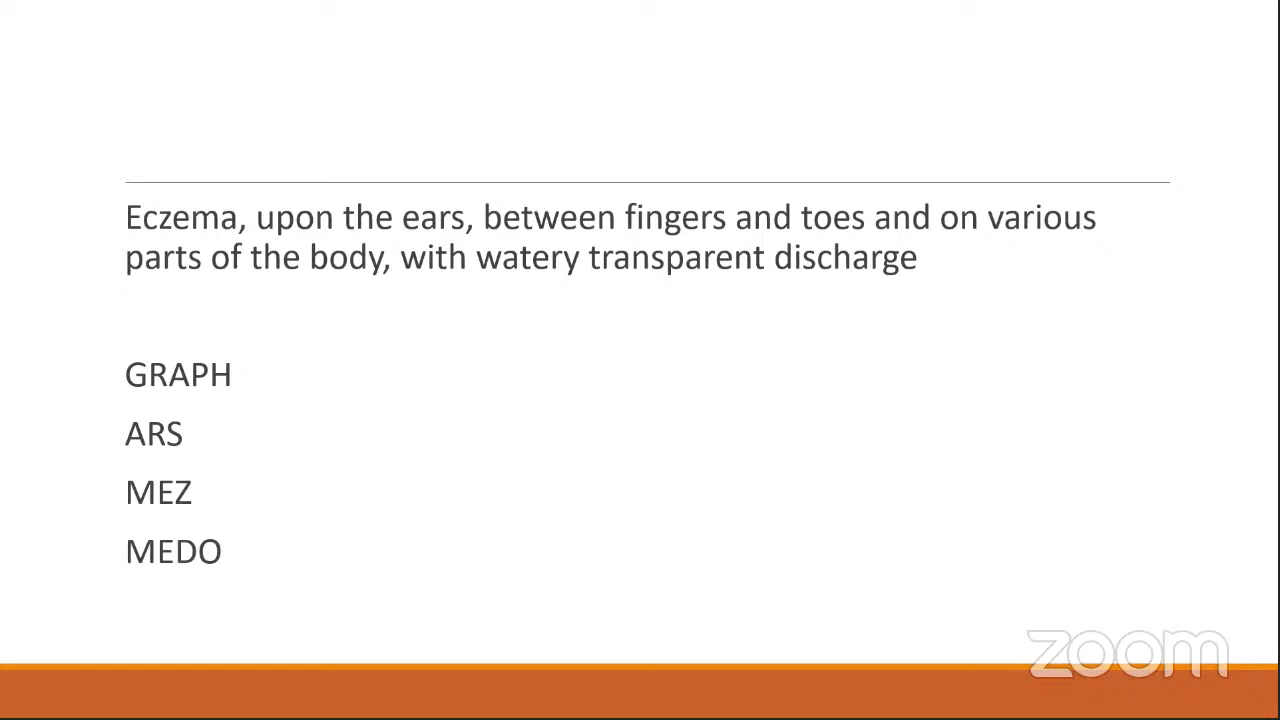 Eczema, upon the ears, between fingers and toes and on various
parts of the body, with watery transparent discharge
GRAPH
ARS
MEZ
MEDO
zoom